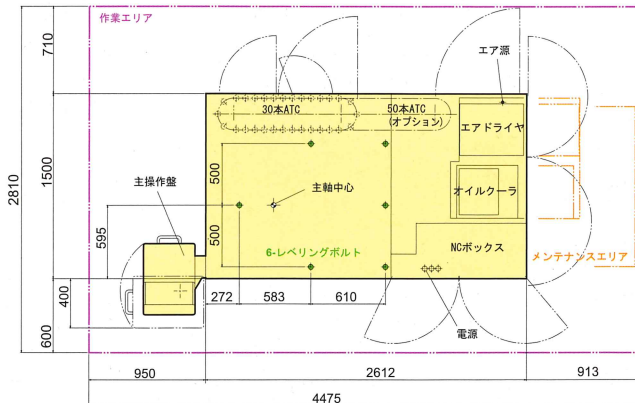 作業エリア
エア源
30本ATC
50本ATC
(オプション)
エアドライヤ
主操作盤
主軸中心
オイルクーラ
6-レベリングボルト
NCボックス
メンテナンスエリア
電源
710
1500
2810
595
400
600
500
500
272
583
610
950
2612
913
4475